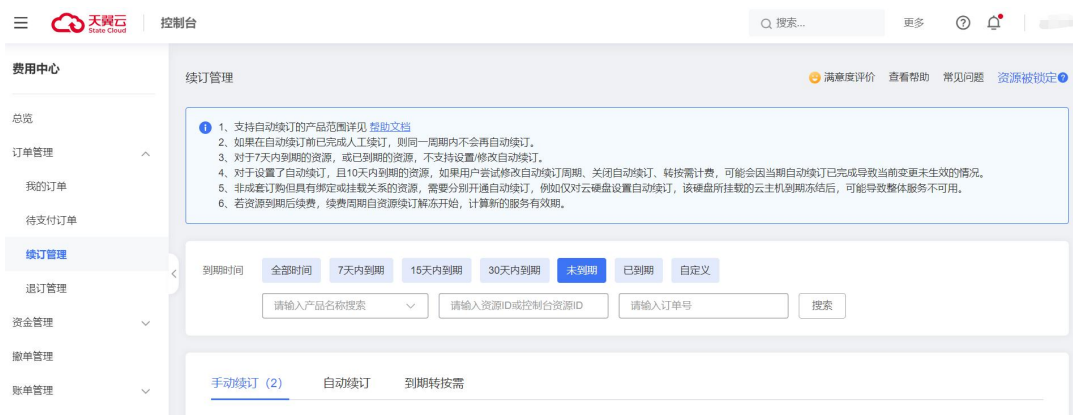 天翼云
State Cloud
控制台
搜索...
更多
费用中心
总览
订单管理
我的订单
待支付订单
续订管理
退订管理
资金管理
撤单管理
账单管理
续订管理
满意度评价 查看帮助 常见问题 资源被锁定?
1、支持自动续订的产品范围详见 帮助文档
2、如果在自动续订前已完成人工续订，则同一周期内不会再自动续订。
3、对于7天内到期的资源，或已到期的资源，不支持设置/修改自动续订。
4、对于设置了自动续订，且10天内到期的资源，如果用户尝试修改自动续订周期、关闭自动续订、转按需计费，可能会因当期自动续订已完成导致当前变更未生效的情况。
5、非成套订购但具有绑定或挂载关系的资源，需要分别开通自动续订，例如仅对云硬盘设置自动续订，该硬盘所挂载的云主机到期冻结后，可能导致整体服务不可用。
6、若资源到期后续费，续费周期自资源续订解冻开始，计算新的服务有效期。
到期时间 全部时间 7天内到期 15天内到期 30天内到期 未到期 已到期 自定义
请输入产品名称搜索 请输入资源ID或控制台资源ID 请输入订单号 搜索
手动续订（2） 自动续订 到期转按需